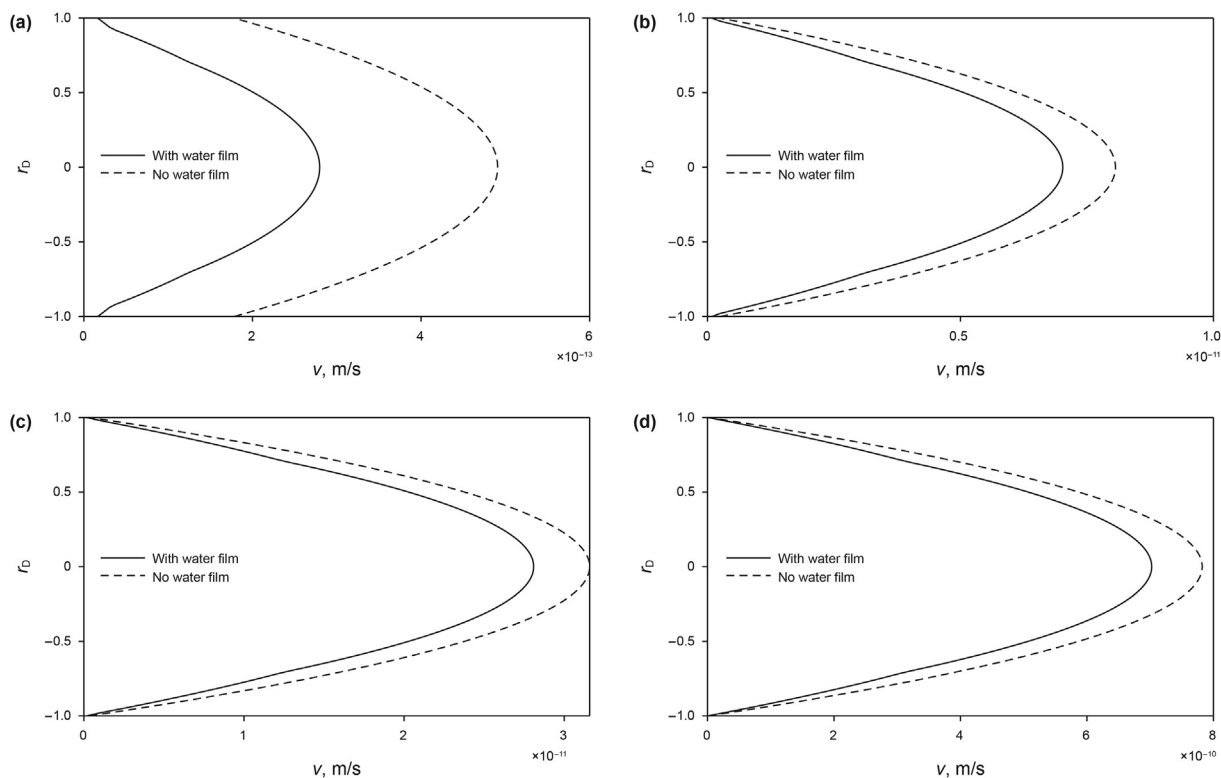 (a)
1.0
0.5
0
−0.5
−1.0
r_D
With water film
No water film
0
2
4
6
×10⁻¹³
v, m/s
(b)
1.0
0.5
0
−0.5
−1.0
r_D
With water film
No water film
0
0.5
1.0
×10⁻¹¹
v, m/s
(c)
1.0
0.5
0
−0.5
−1.0
r_D
With water film
No water film
0
1
2
3
×10⁻¹¹
v, m/s
(d)
1.0
0.5
0
−0.5
−1.0
r_D
With water film
No water film
0
2
4
6
8
×10⁻¹⁰
v, m/s